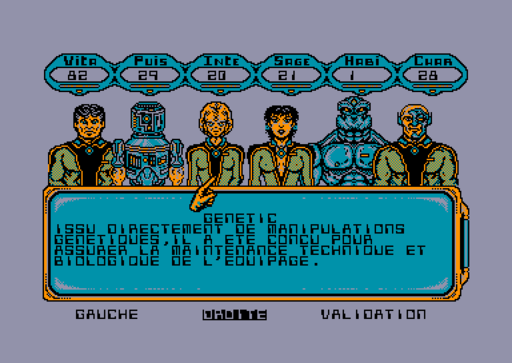 Vita Puis Inte Sage Habi Char
82 29 20 21 1 28
GENETIC
ISSU DIRECTEMENT DE MANIPULATIONS
GENETIQUES,IL A ETE CONCU POUR
ASSURER LA MAINTENANCE TECHNIQUE ET
BIOLOGIQUE DE L'EQUIPAGE.
GAUCHE DROITE VALIDATION